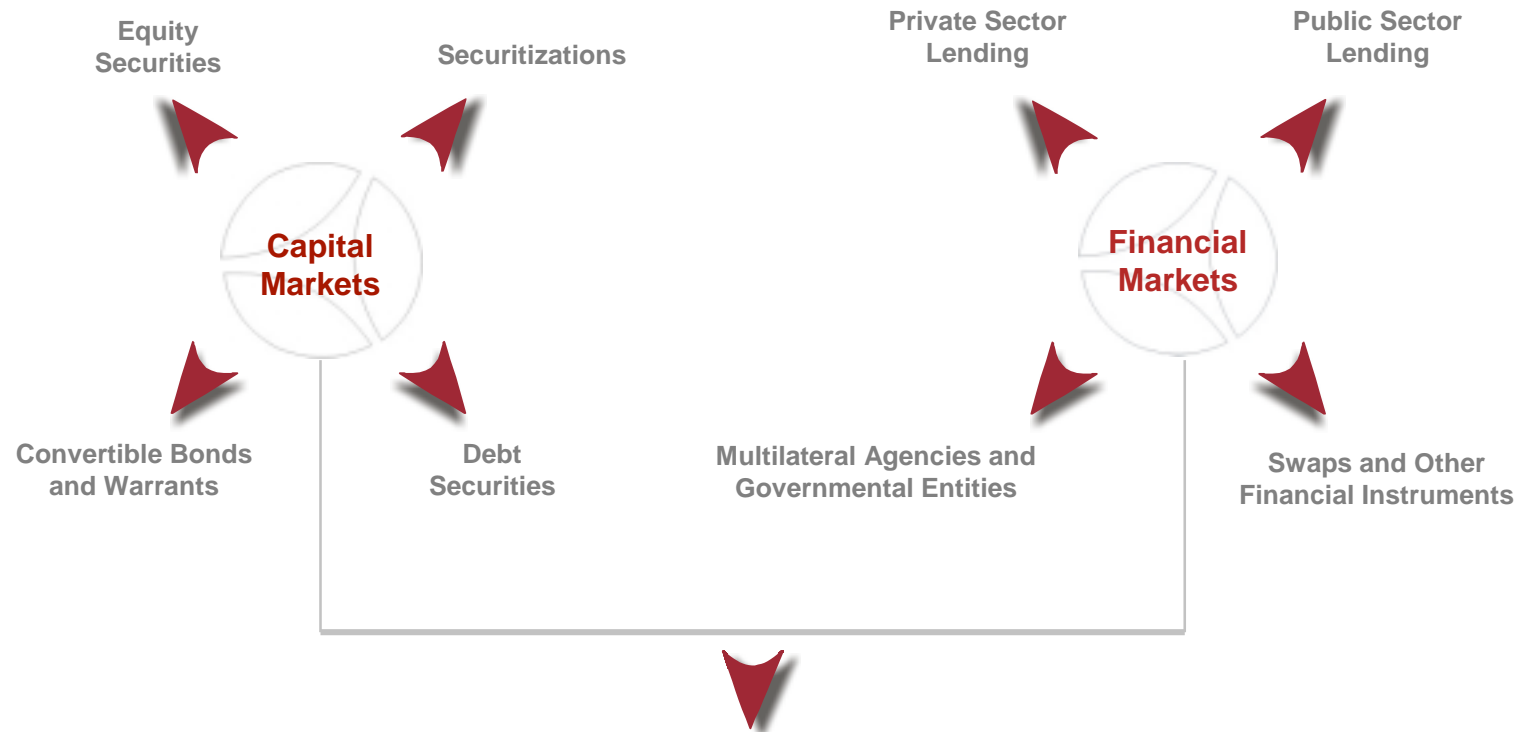 Equity
Securities
Securitizations
Private Sector
Lending
Public Sector
Lending
Capital
Markets
Financial
Markets
Convertible Bonds
and Warrants
Debt
Securities
Multilateral Agencies and
Governmental Entities
Swaps and Other
Financial Instruments